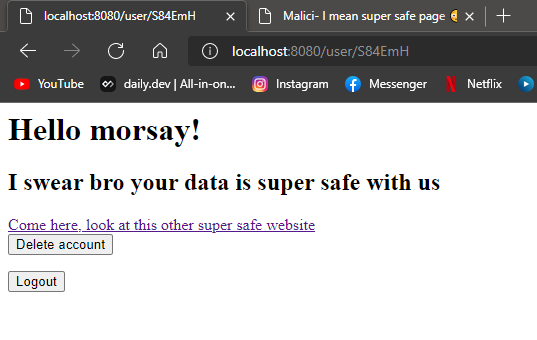 localhost:8080/user/S84EmH
Malici- I mean super safe page
localhost:8080/user/S84EmH
YouTube
daily.dev | All-in-on...
Instagram
Messenger
Netflix
Hello morsay!
I swear bro your data is super safe with us
Come here, look at this other super safe website
Delete account
Logout